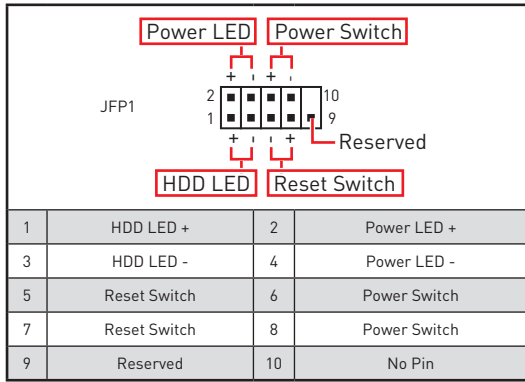 Power LED Power Switch
+ - + -
JFP1
2 10
1 9
+ - - +
Reserved
HDD LED Reset Switch
1 HDD LED + 2 Power LED +
3 HDD LED - 4 Power LED -
5 Reset Switch 6 Power Switch
7 Reset Switch 8 Power Switch
9 Reserved 10 No Pin